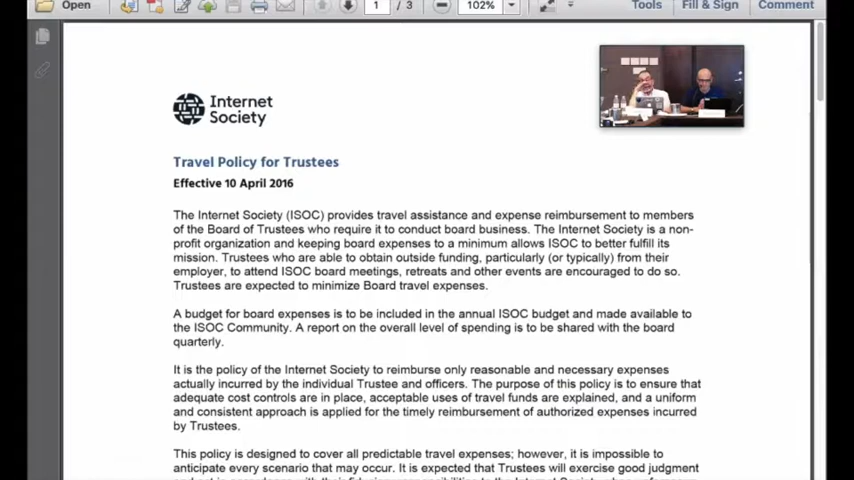 Open
1 / 3
102%
Tools
Fill & Sign
Comment
Internet
Society
Travel Policy for Trustees
Effective 10 April 2016
The Internet Society (ISOC) provides travel assistance and expense reimbursement to members
of the Board of Trustees who require it to conduct board business. The Internet Society is a non-
profit organization and keeping board expenses to a minimum allows ISOC to better fulfill its
mission. Trustees who are able to obtain outside funding, particularly (or typically) from their
employer, to attend ISOC board meetings, retreats and other events are encouraged to do so.
Trustees are expected to minimize Board travel expenses.
A budget for board expenses is to be included in the annual ISOC budget and made available to
the ISOC Community. A report on the overall level of spending is to be shared with the board
quarterly.
It is the policy of the Internet Society to reimburse only reasonable and necessary expenses
actually incurred by the individual Trustee and officers. The purpose of this policy is to ensure that
adequate cost controls are in place, acceptable uses of travel funds are explained, and a uniform
and consistent approach is applied for the timely reimbursement of authorized expenses incurred
by Trustees.
This policy is designed to cover all predictable travel expenses; however, it is impossible to
anticipate every scenario that may occur. It is expected that Trustees will exercise good judgment